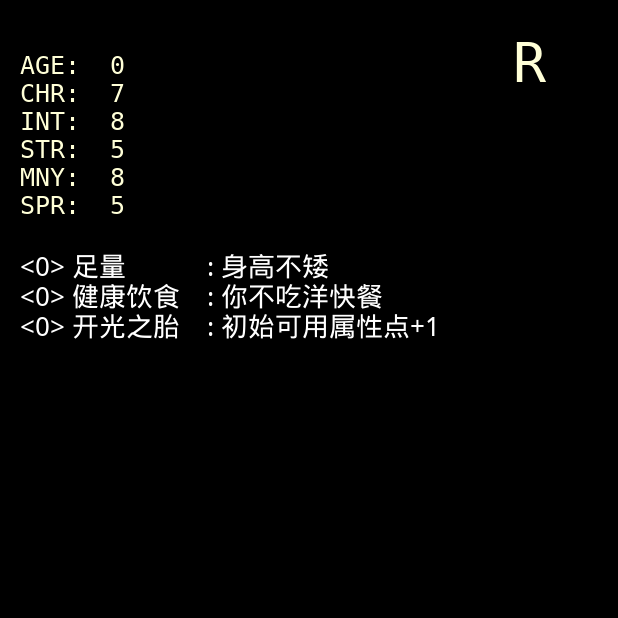 R
AGE: 0
CHR: 7
INT: 8
STR: 5
MNY: 8
SPR: 5
<0> 足量 : 身高不矮
<0> 健康饮食 : 你不吃洋快餐
<0> 开光之胎 : 初始可用属性点+1